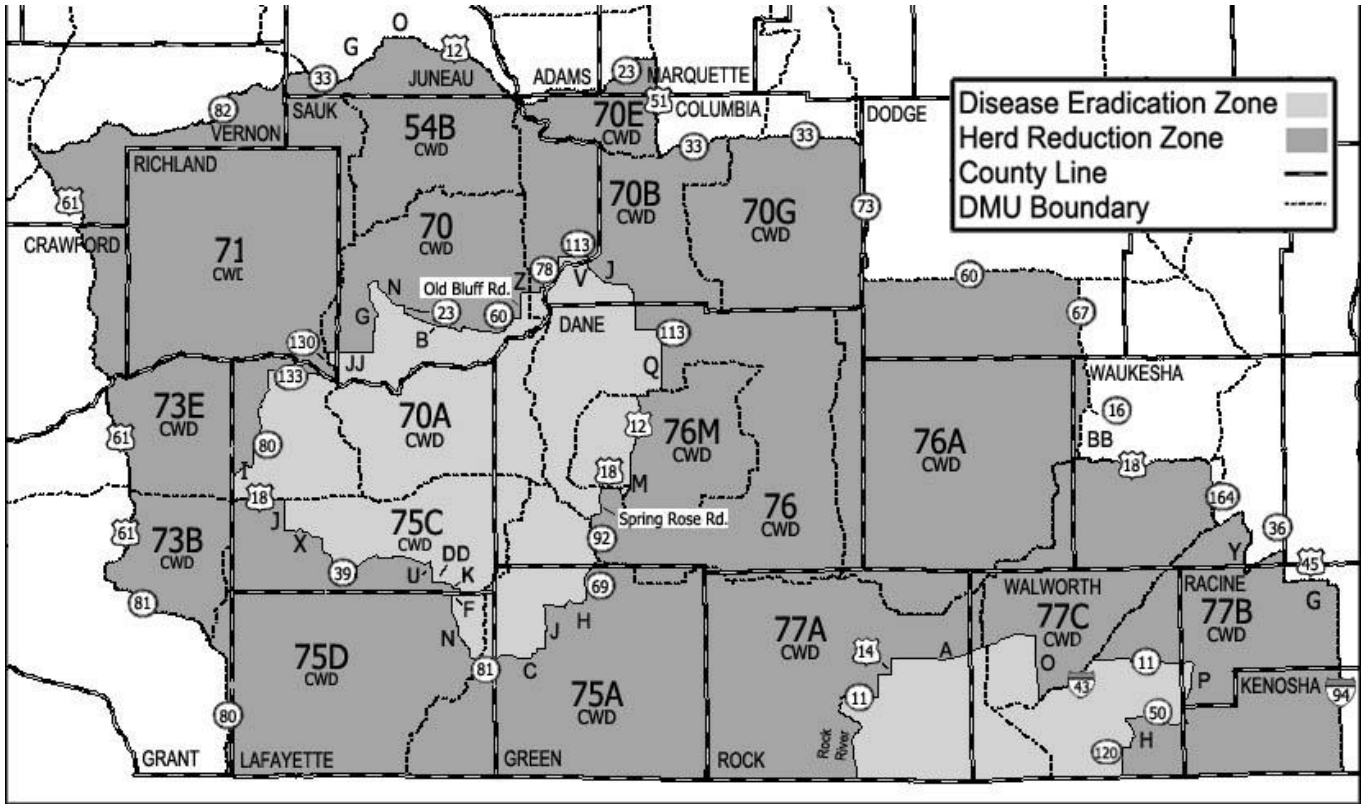 O
G
12
33
JUNEAU
ADAMS
23
MARQUETTE
51
COLUMBIA
DODGE
Disease Eradication Zone
Herd Reduction Zone
County Line
DMU Boundary
82
VERNON
SAUK
54B
CWD
70E
CWD
33
33
RICHLAND
61
CRAWFORD
71
CWD
70
CWD
70B
CWD
70G
CWD
73
113
78
V
J
Z
Old Bluff Rd.
N
23
60
G
B
60
67
DANE
113
130
JJ
Q
WAUKESHA
133
16
BB
73E
CWD
61
80
I
70A
CWD
12
76M
CWD
76A
CWD
18
18
M
18
164
J
X
75C
CWD
Spring Rose Rd.
76
CWD
92
61
73B
CWD
39
U
DD
K
36
Y
45
81
F
69
H
WALWORTH
RACINE
G
N
J
75D
CWD
81
C
77A
CWD
14
A
77C
CWD
77B
CWD
O
11
P
75A
CWD
11
43
KENOSHA
94
50
H
120
80
Rock
River
GRANT
LAFAYETTE
GREEN
ROCK